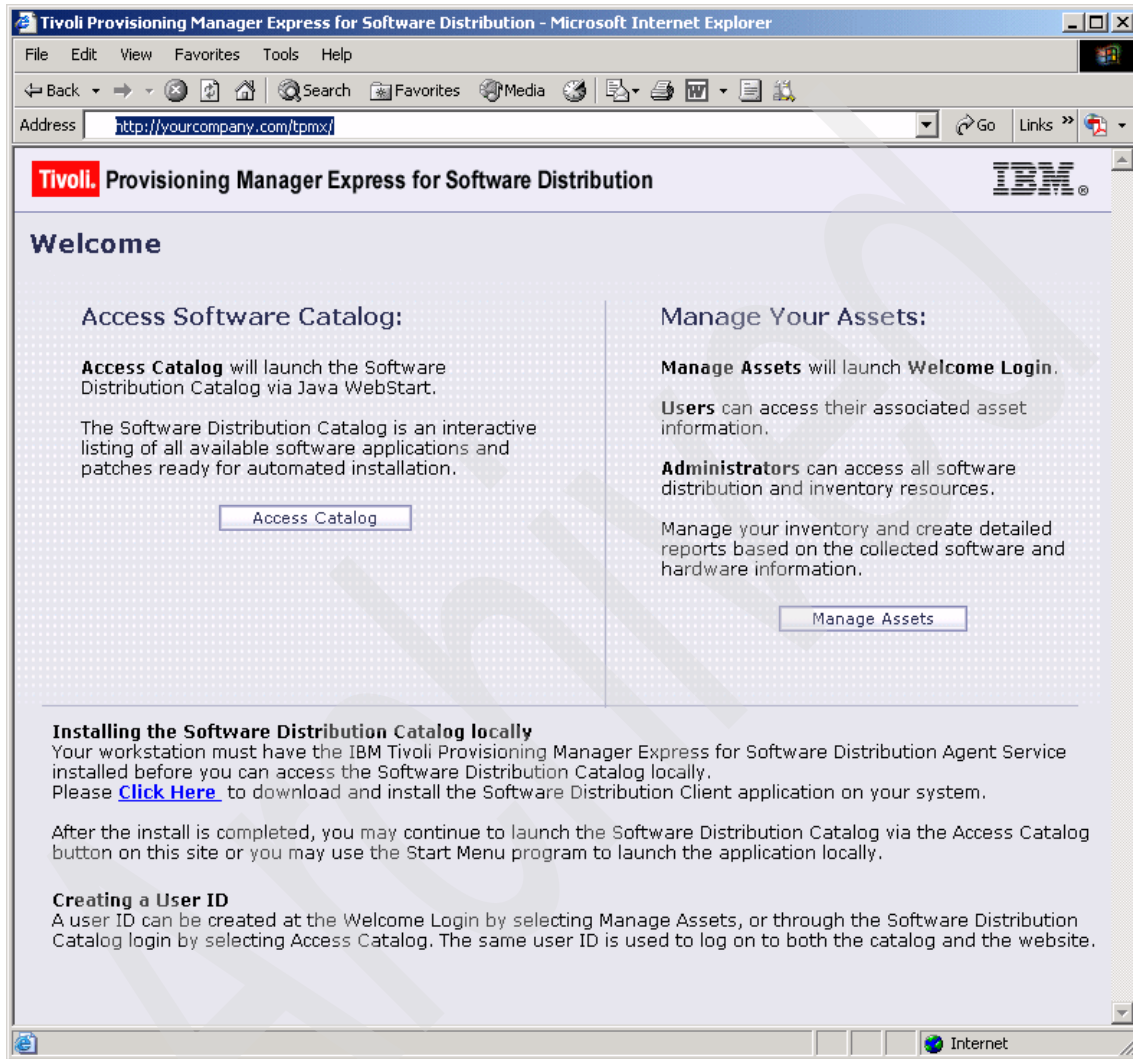 Tivoli Provisioning Manager Express for Software Distribution - Microsoft Internet Explorer
File Edit View Favorites Tools Help
Back Search Favorites Media
Address http://yourcompany.com/tpmx/ Go Links »
Tivoli. Provisioning Manager Express for Software Distribution IBM®
Welcome
Access Software Catalog:
Access Catalog will launch the Software
Distribution Catalog via Java WebStart.
The Software Distribution Catalog is an interactive
listing of all available software applications and
patches ready for automated installation.
Access Catalog
Manage Your Assets:
Manage Assets will launch Welcome Login.
Users can access their associated asset
information.
Administrators can access all software
distribution and inventory resources.
Manage your inventory and create detailed
reports based on the collected software and
hardware information.
Manage Assets
Installing the Software Distribution Catalog locally
Your workstation must have the IBM Tivoli Provisioning Manager Express for Software Distribution Agent Service
installed before you can access the Software Distribution Catalog locally.
Please Click Here to download and install the Software Distribution Client application on your system.
After the install is completed, you may continue to launch the Software Distribution Catalog via the Access Catalog
button on this site or you may use the Start Menu program to launch the application locally.
Creating a User ID
A user ID can be created at the Welcome Login by selecting Manage Assets, or through the Software Distribution
Catalog login by selecting Access Catalog. The same user ID is used to log on to both the catalog and the website.
Internet
Archived